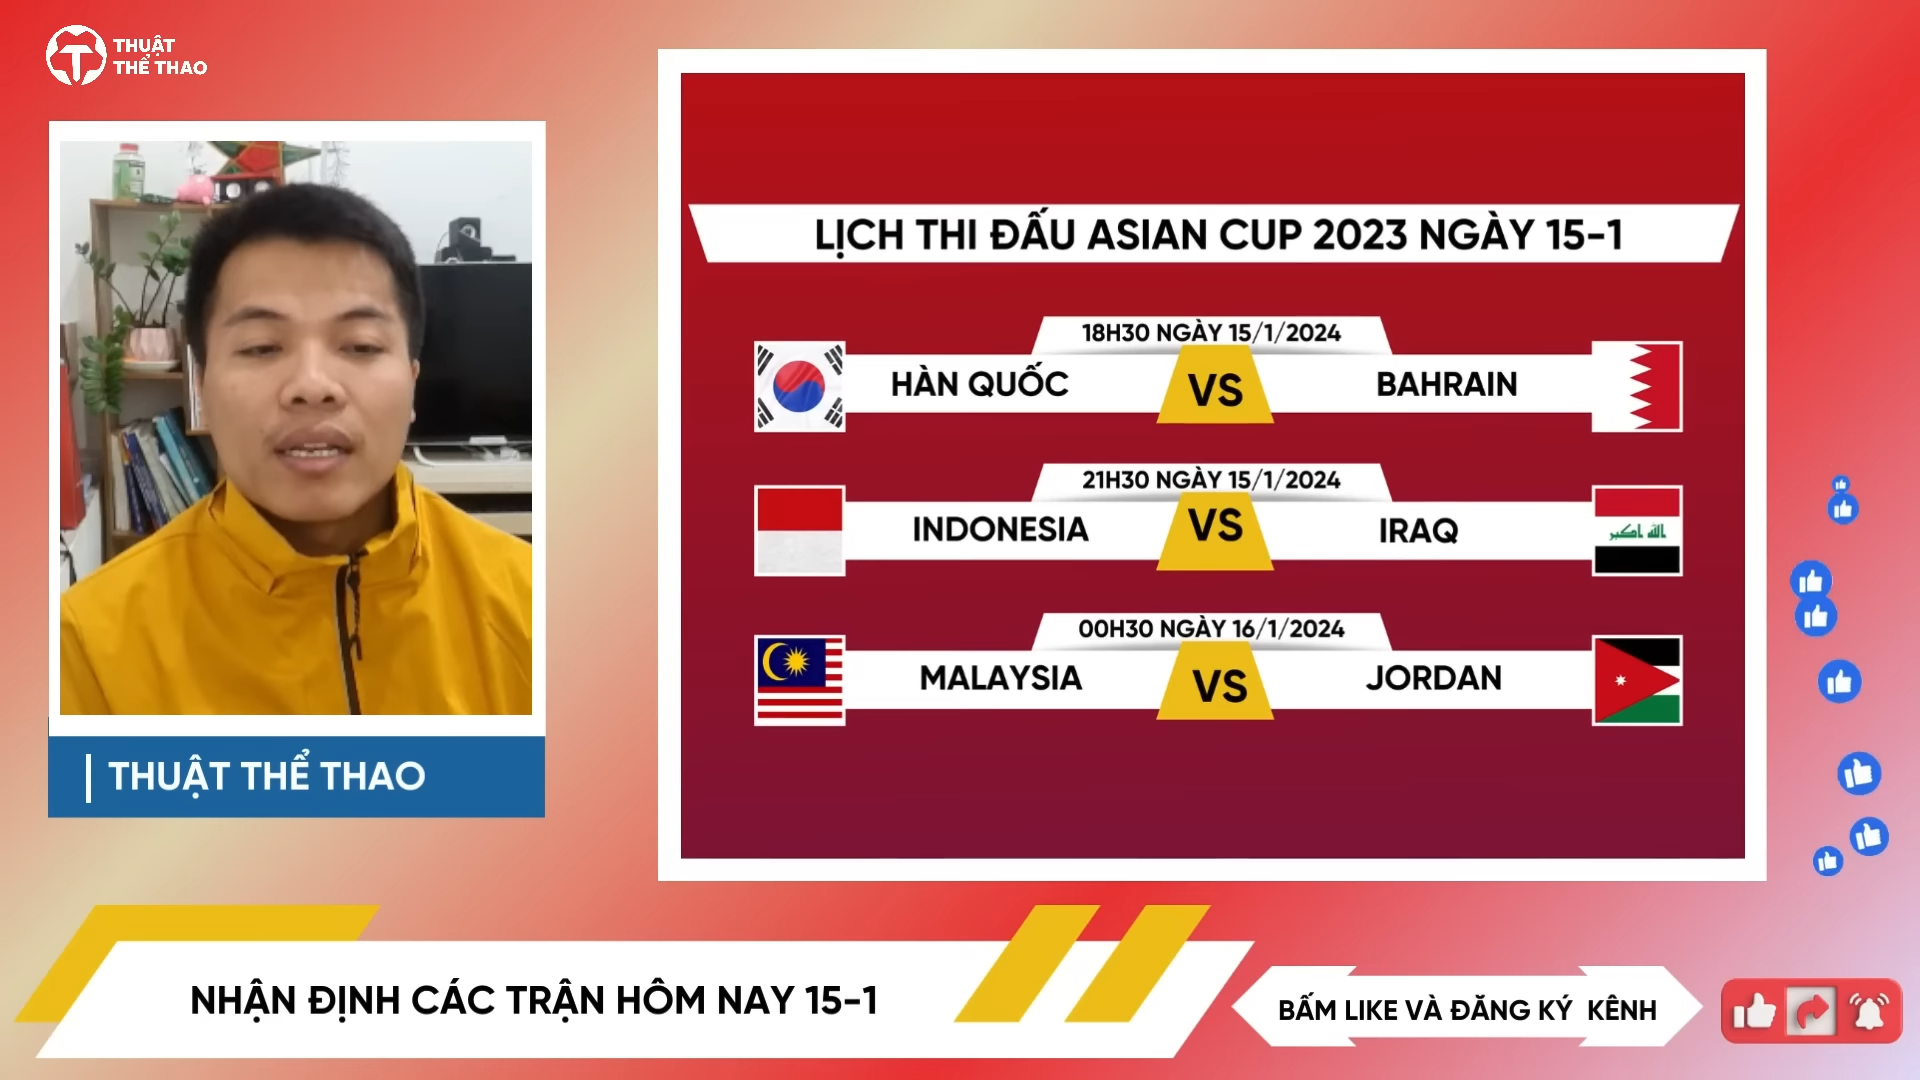 THUẬT
THỂ THAO
LỊCH THI ĐẤU ASIAN CUP 2023 NGÀY 15-1
18H30 NGÀY 15/1/2024
HÀN QUỐC VS BAHRAIN
21H30 NGÀY 15/1/2024
INDONESIA VS IRAQ
الله اكبر
00H30 NGÀY 16/1/2024
MALAYSIA VS JORDAN
THUẬT THỂ THAO
NHẬN ĐỊNH CÁC TRẬN HÔM NAY 15-1
BẤM LIKE VÀ ĐĂNG KÝ KÊNH